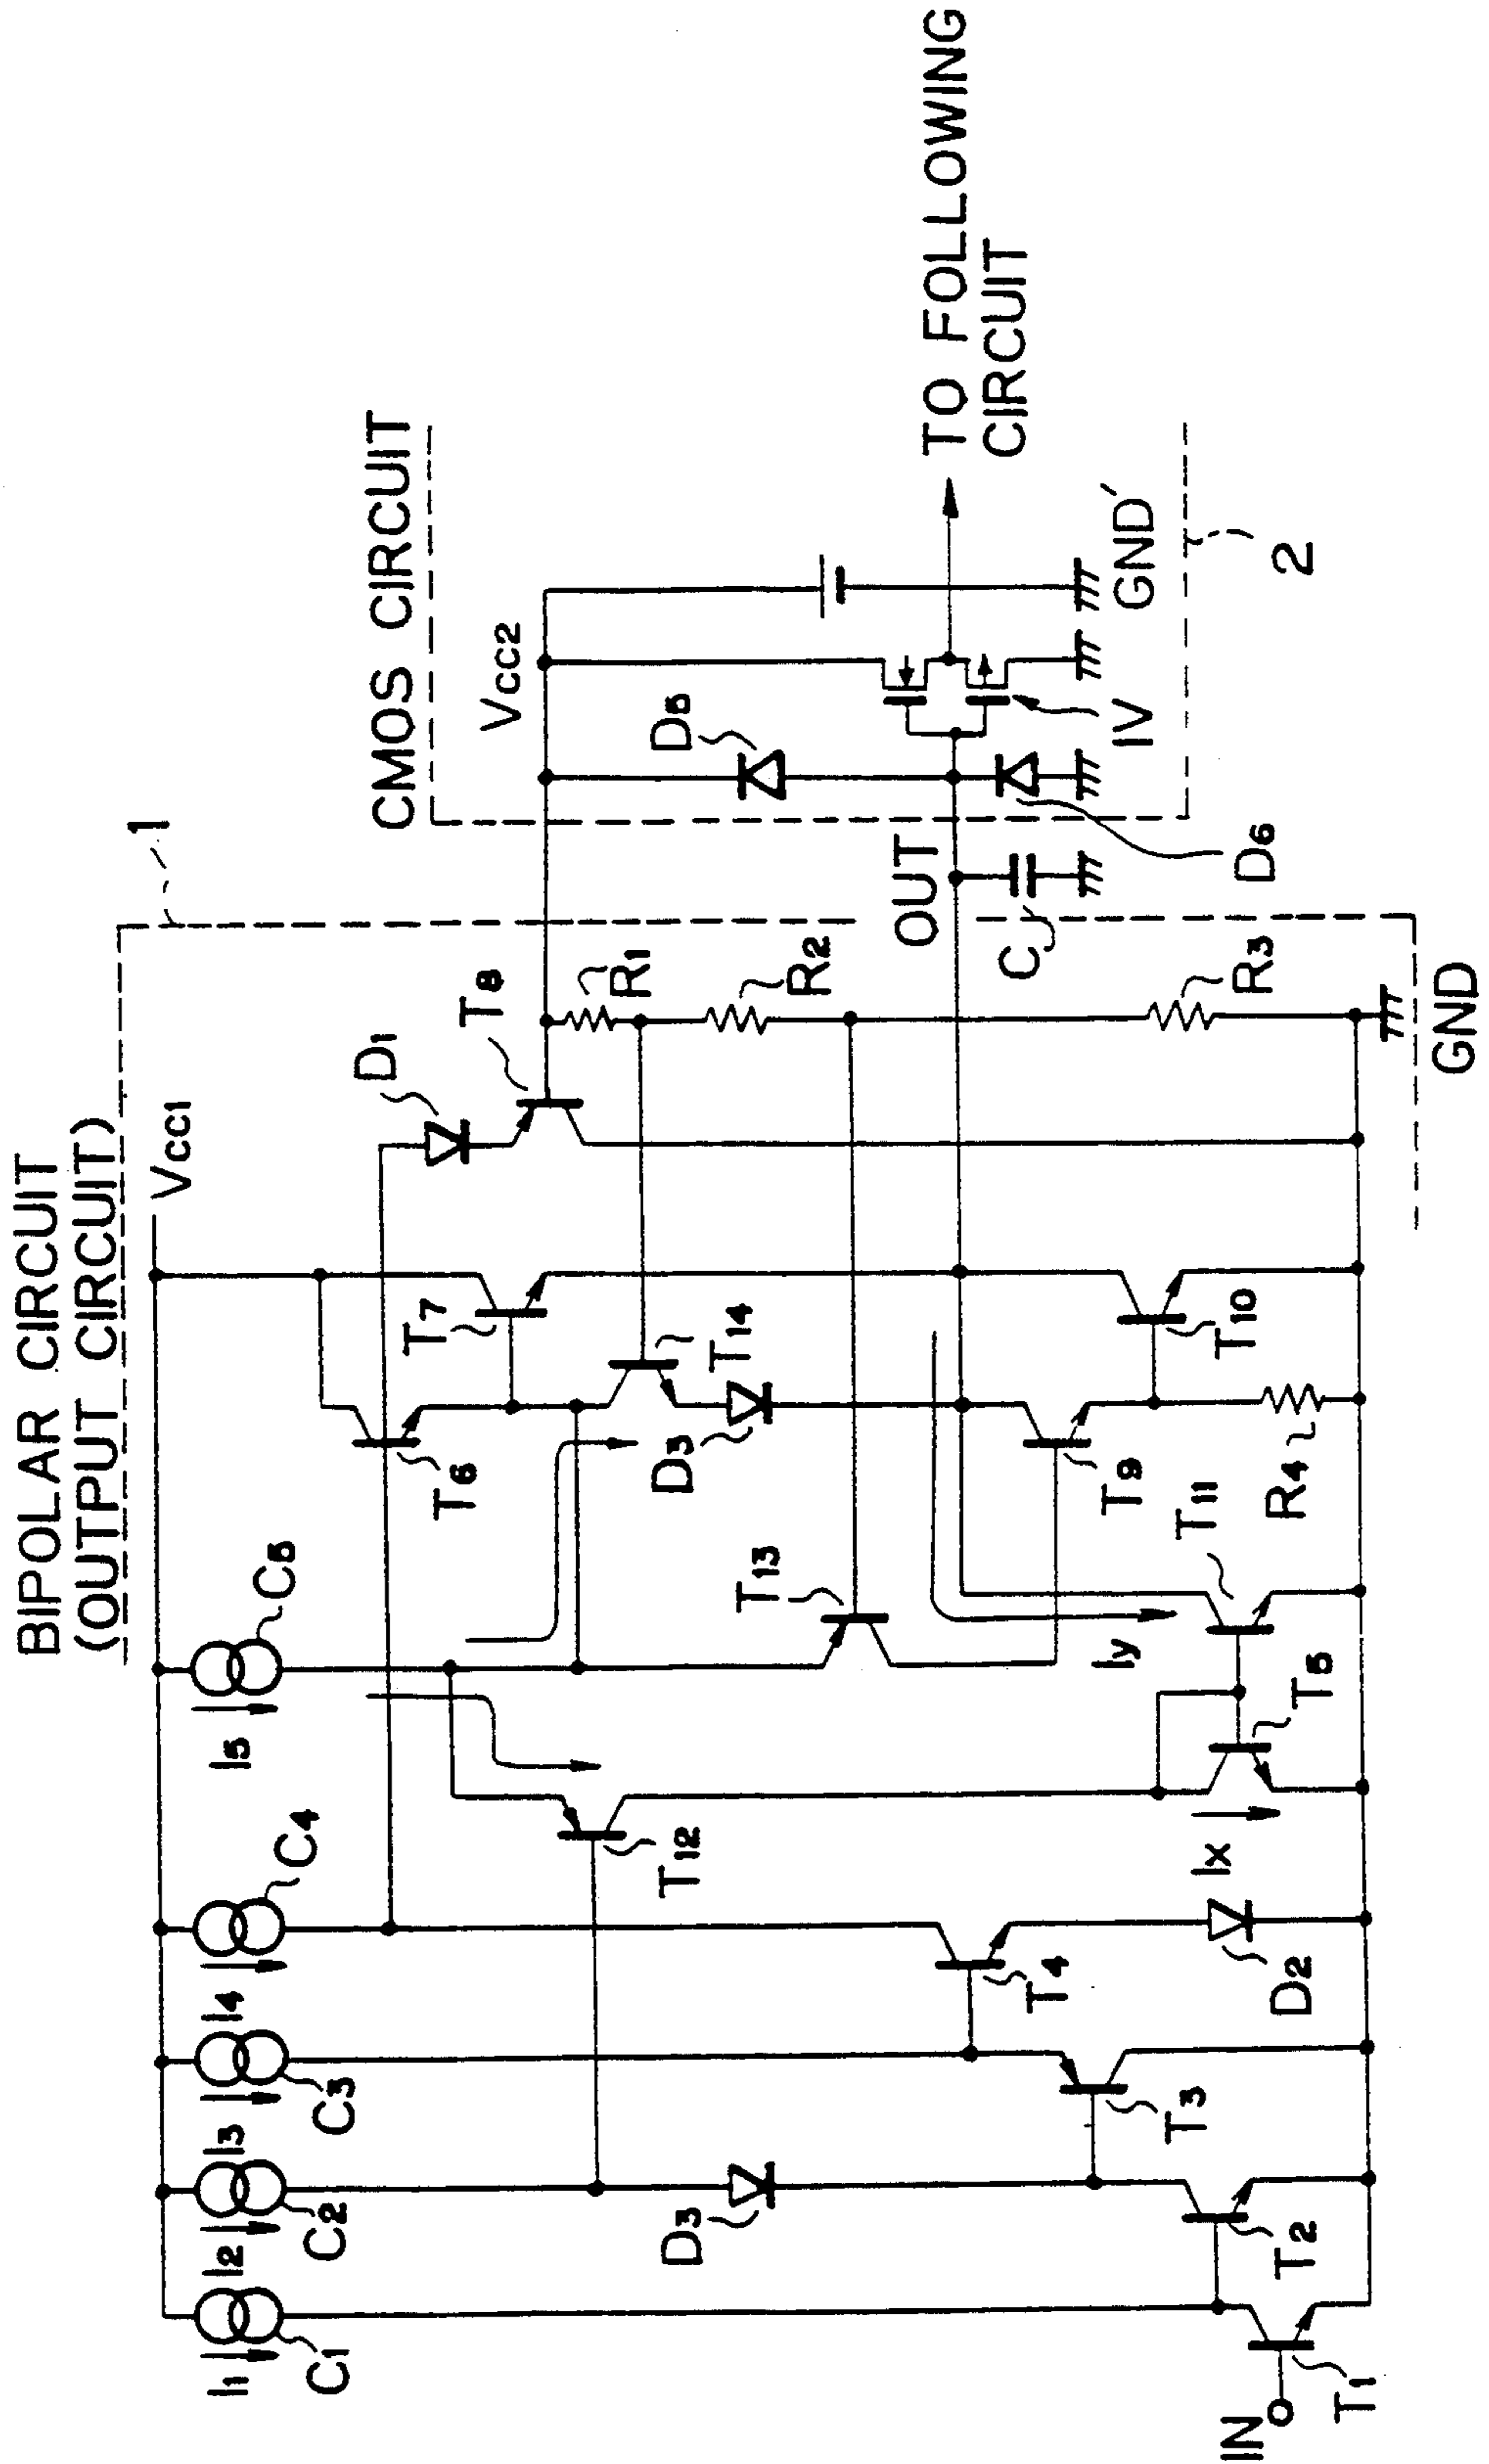 BIPOLAR CIRCUIT
(OUTPUT CIRCUIT)
1
CMOS CIRCUIT
Vcc1
Vcc2
I1
C1
I2
C2
I3
C3
I4
C4
I5
C5
D1
T8
T6
T7
T14
D3
R1
R2
R3
T12
T13
D3
D5
D6
OUT
C
IV
TO FOLLOWING
CIRCUIT
GND'
2
IN
T1
T2
T3
T4
D2
Ix
T5
Iy
T11
T9
R4
T10
GND